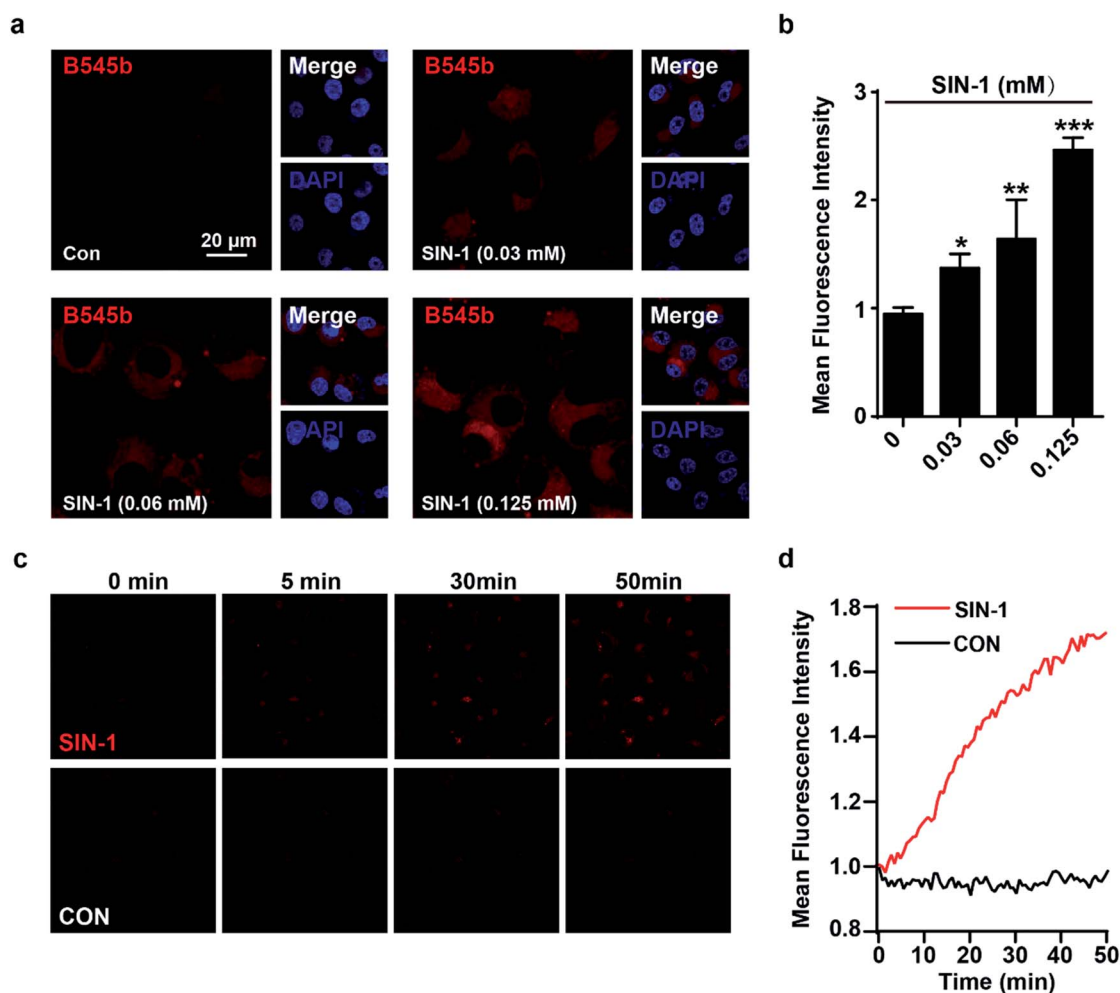 a
B545b
Merge
DAPI
Con
20 µm
B545b
Merge
DAPI
SIN-1 (0.03 mM)
B545b
Merge
DAPI
SIN-1 (0.06 mM)
B545b
Merge
DAPI
SIN-1 (0.125 mM)
b
SIN-1 (mM)
Mean Fluorescence Intensity
3
2
1
0
*
**
***
0
0.03
0.06
0.125
c
0 min
5 min
30min
50min
SIN-1
CON
d
SIN-1
CON
Mean Fluorescence Intensity
1.8
1.6
1.4
1.2
1.0
0.8
0 10 20 30 40 50
Time (min)